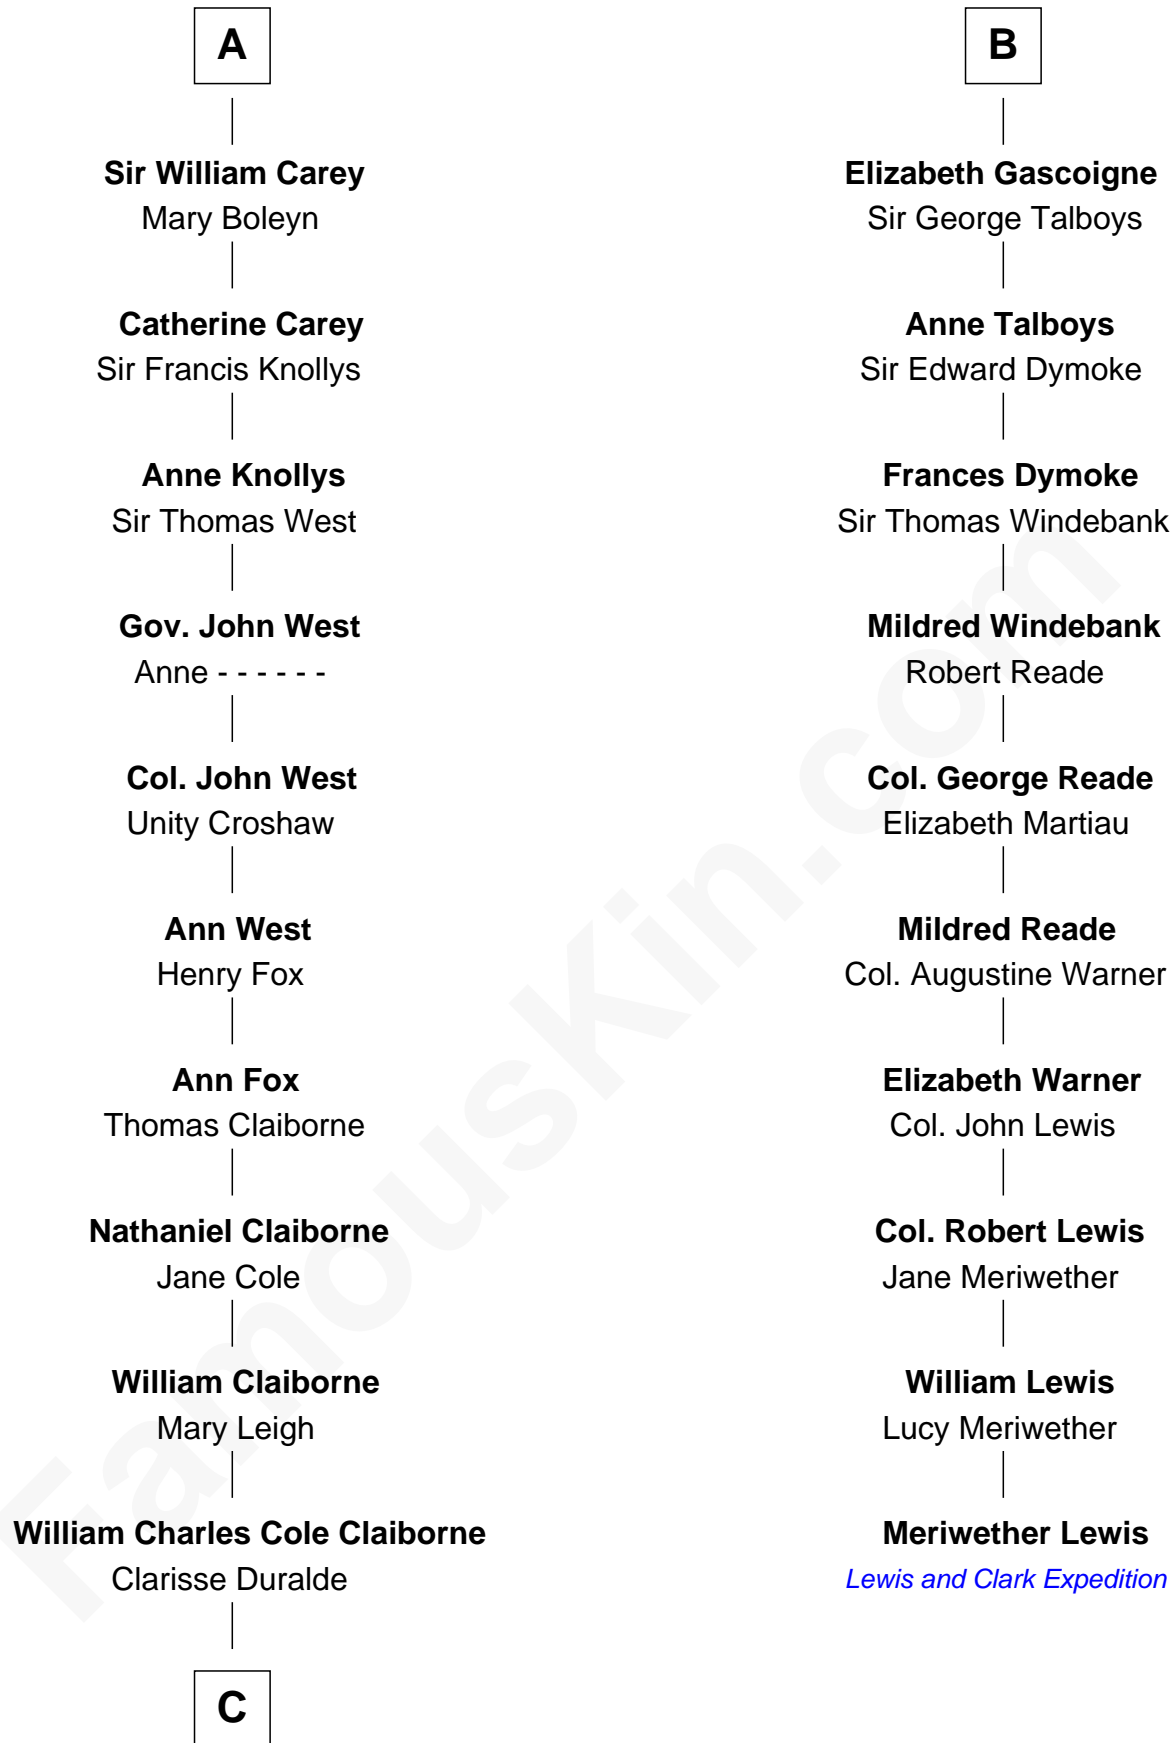 A
Sir William Carey
Mary Boleyn
Catherine Carey
Sir Francis Knollys
Anne Knollys
Sir Thomas West
Gov. John West
Anne - - - - - -
Col. John West
Unity Croshaw
Ann West
Henry Fox
Ann Fox
Thomas Claiborne
Nathaniel Claiborne
Jane Cole
William Claiborne
Mary Leigh
William Charles Cole Claiborne
Clarisse Duralde
C
B
Elizabeth Gascoigne
Sir George Talboys
Anne Talboys
Sir Edward Dymoke
Frances Dymoke
Sir Thomas Windebank
Mildred Windebank
Robert Reade
Col. George Reade
Elizabeth Martiau
Mildred Reade
Col. Augustine Warner
Elizabeth Warner
Col. John Lewis
Col. Robert Lewis
Jane Meriwether
William Lewis
Lucy Meriwether
Meriwether Lewis
Lewis and Clark Expedition
FamousKin.com